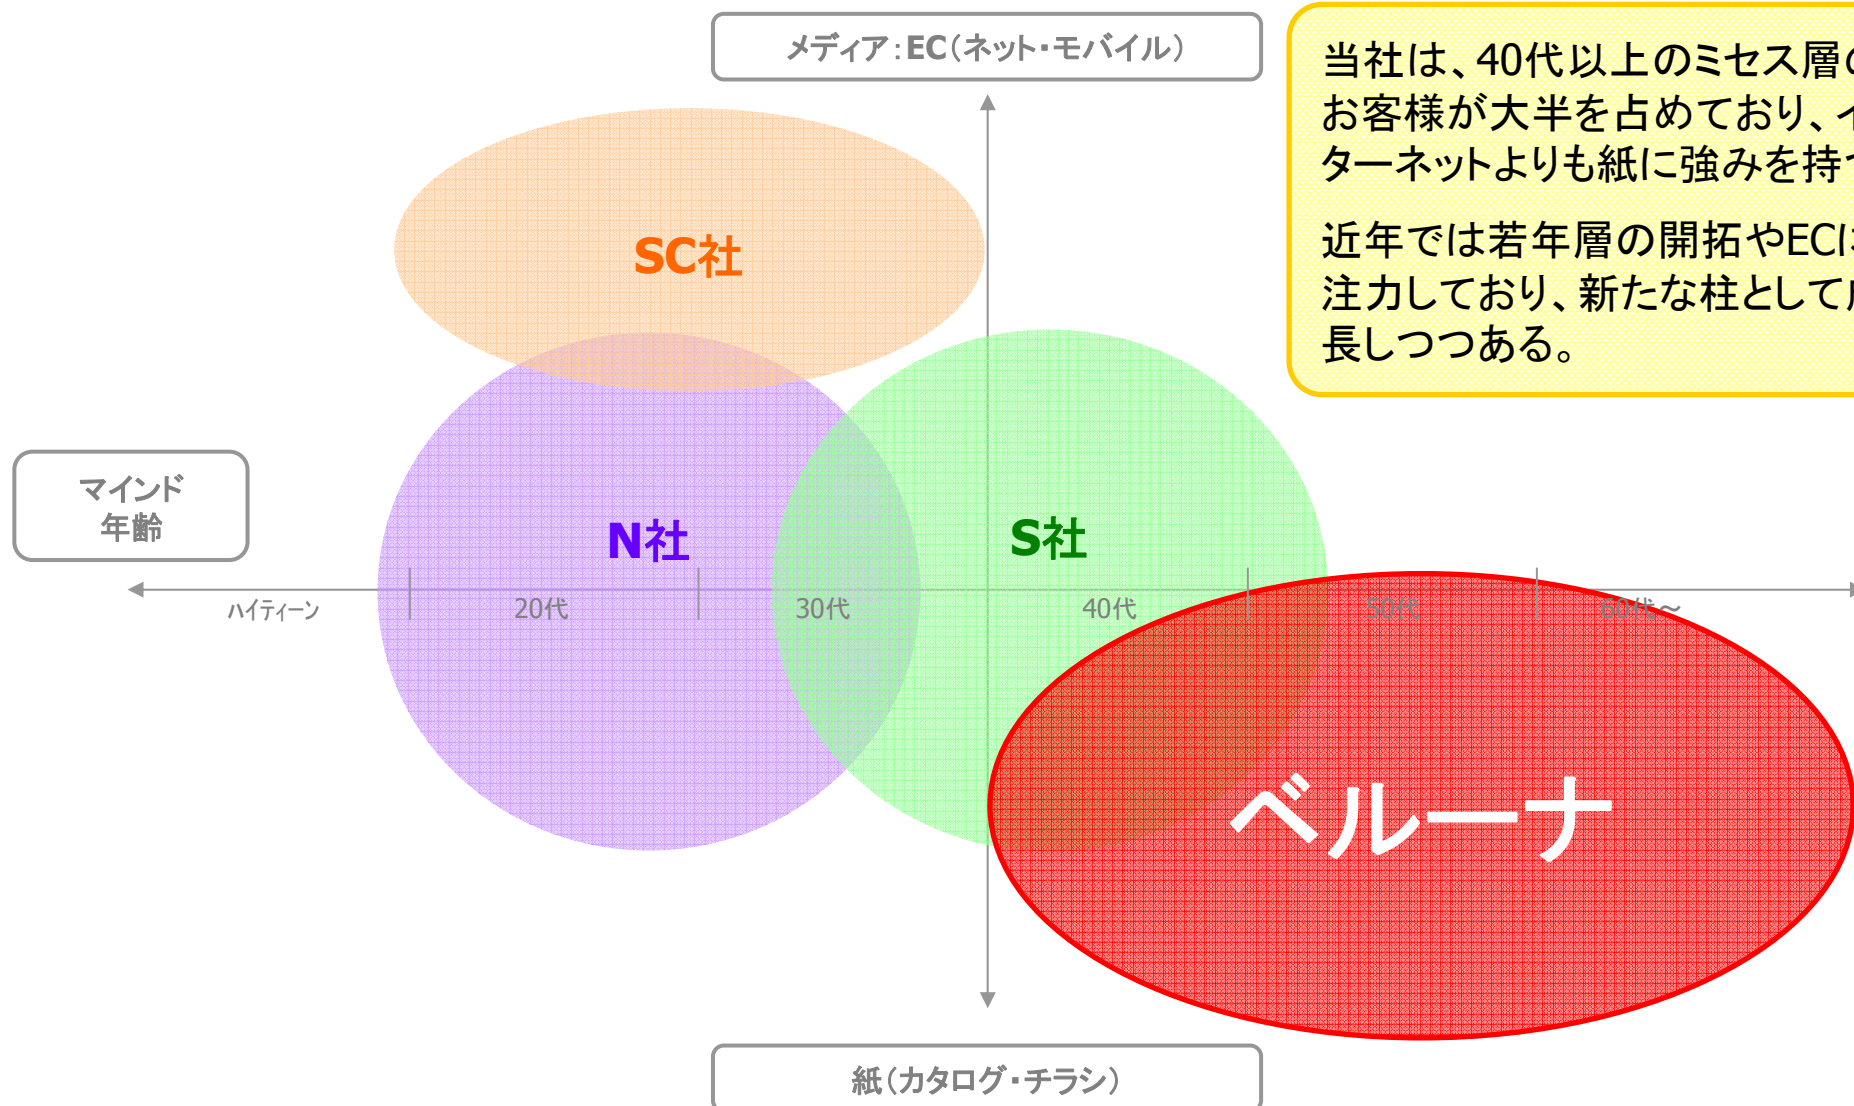 メディア：EC（ネット・モバイル）
当社は、40代以上のミセス層の
お客様が大半を占めており、イ
ターネットよりも紙に強みを持つ
近年では若年層の開拓やECに
注力しており、新たな柱として成
長しつつある。
SC社
マインド
年齢
N社
S社
ハイティーン
20代
30代
40代
50代
60代～
ベルーナ
紙（カタログ・チラシ）